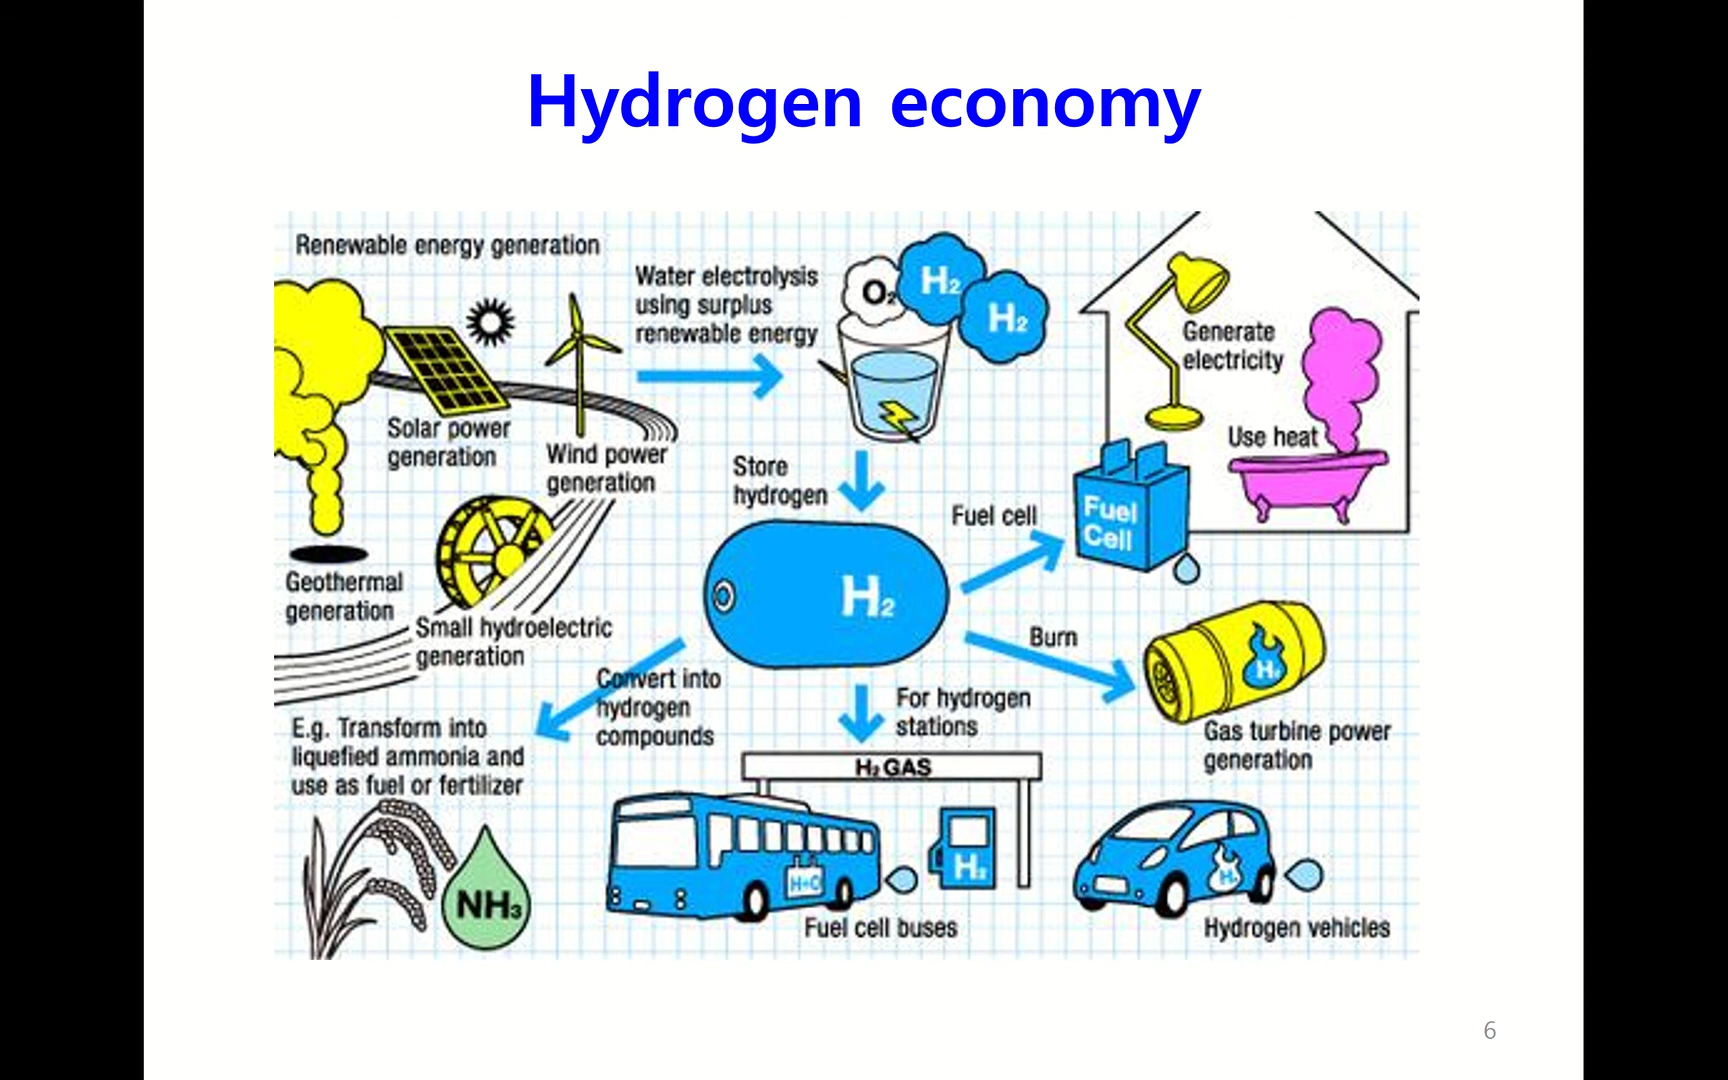 Hydrogen economy
Renewable energy generation
Water electrolysis
using surplus
renewable energy
O2
H2
H2
Generate
electricity
Use heat
Solar power
generation
Wind power
generation
Store
hydrogen
Fuel cell
Fuel
Cell
H2
Geothermal
generation
Small hydroelectric
generation
Burn
H2
Convert into
hydrogen
compounds
For hydrogen
stations
Gas turbine power
generation
E.g. Transform into
liquefied ammonia and
use as fuel or fertilizer
H2 GAS
H2
NH3
Fuel cell buses
Hydrogen vehicles
6